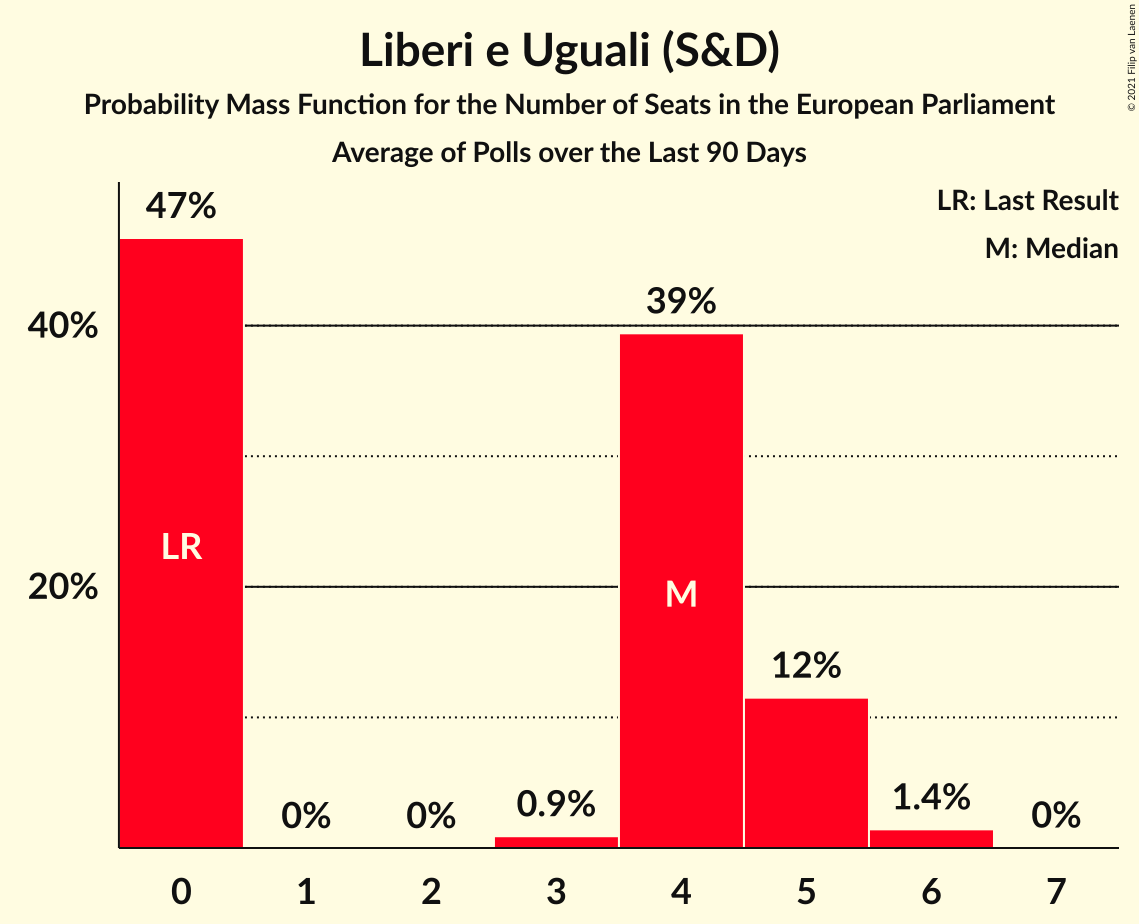 Liberi e Uguali (S&D)
Probability Mass Function for the Number of Seats in the European Parliament
Average of Polls over the Last 90 Days
© 2021 Filip van Laenen
LR: Last Result
M: Median
47%
39%
40%
LR
20%
M
12%
0%
0%
0.9%
1.4%
0%
0 1 2 3 4 5 6 7